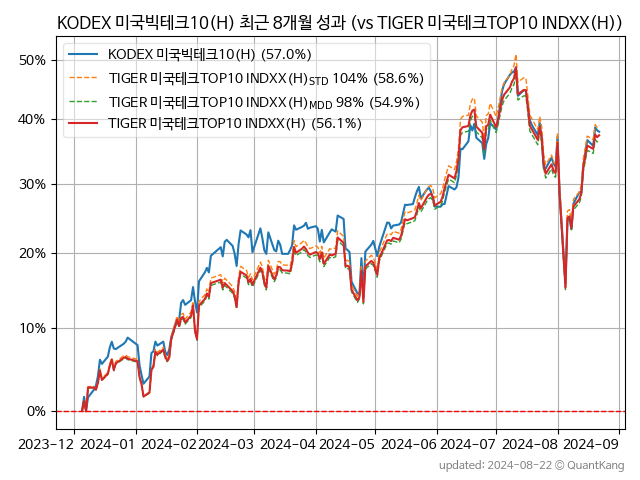 KODEX 미국빅테크10(H) 최근 8개월 성과 (vs TIGER 미국테크TOP10 INDXX(H))
KODEX 미국빅테크10(H) (57.0%)
TIGER 미국테크TOP10 INDXX(H)STD 104% (58.6%)
TIGER 미국테크TOP10 INDXX(H)MDD 98% (54.9%)
TIGER 미국테크TOP10 INDXX(H) (56.1%)
50%
40%
30%
20%
10%
0%
2023-12 2024-01 2024-02 2024-03 2024-04 2024-05 2024-06 2024-07 2024-08 2024-09
updated: 2024-08-22 © QuantKang